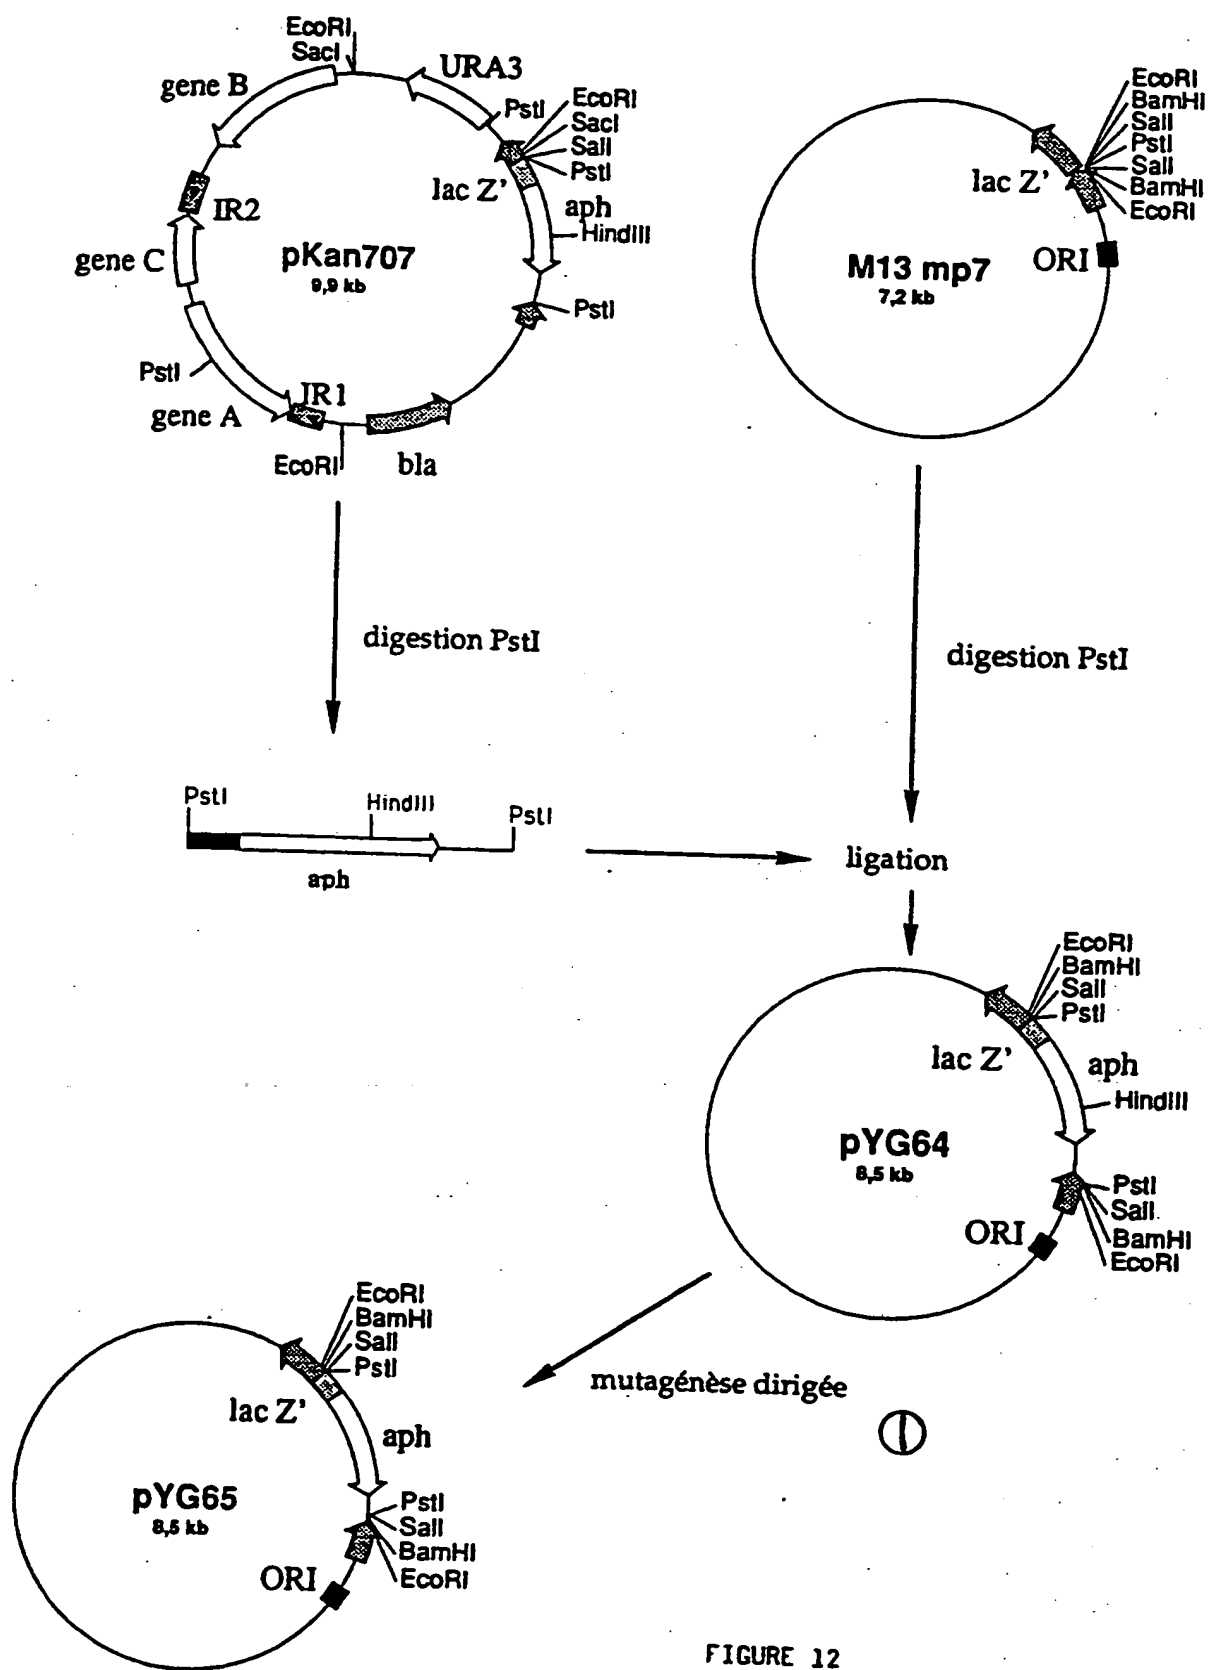 EcoRI
SacI
gene B
URA3
PstI
EcoRI
SacI
SalI
PstI
lac Z'
aph
HindIII
IR2
gene C
pKan707
9,9 kb
PstI
PstI
IR1
gene A
EcoRI
bla
EcoRI
BamHI
SalI
PstI
SalI
BamHI
EcoRI
lac Z'
ORI
M13 mp7
7,2 kb
digestion PstI
digestion PstI
PstI
HindIII
PstI
aph
ligation
EcoRI
BamHI
SalI
PstI
lac Z'
aph
HindIII
pYG64
8,5 kb
PstI
SalI
BamHI
EcoRI
ORI
mutagénèse dirigée
EcoRI
BamHI
SalI
PstI
lac Z'
aph
pYG65
8,5 kb
PstI
SalI
BamHI
EcoRI
ORI
FIGURE 12